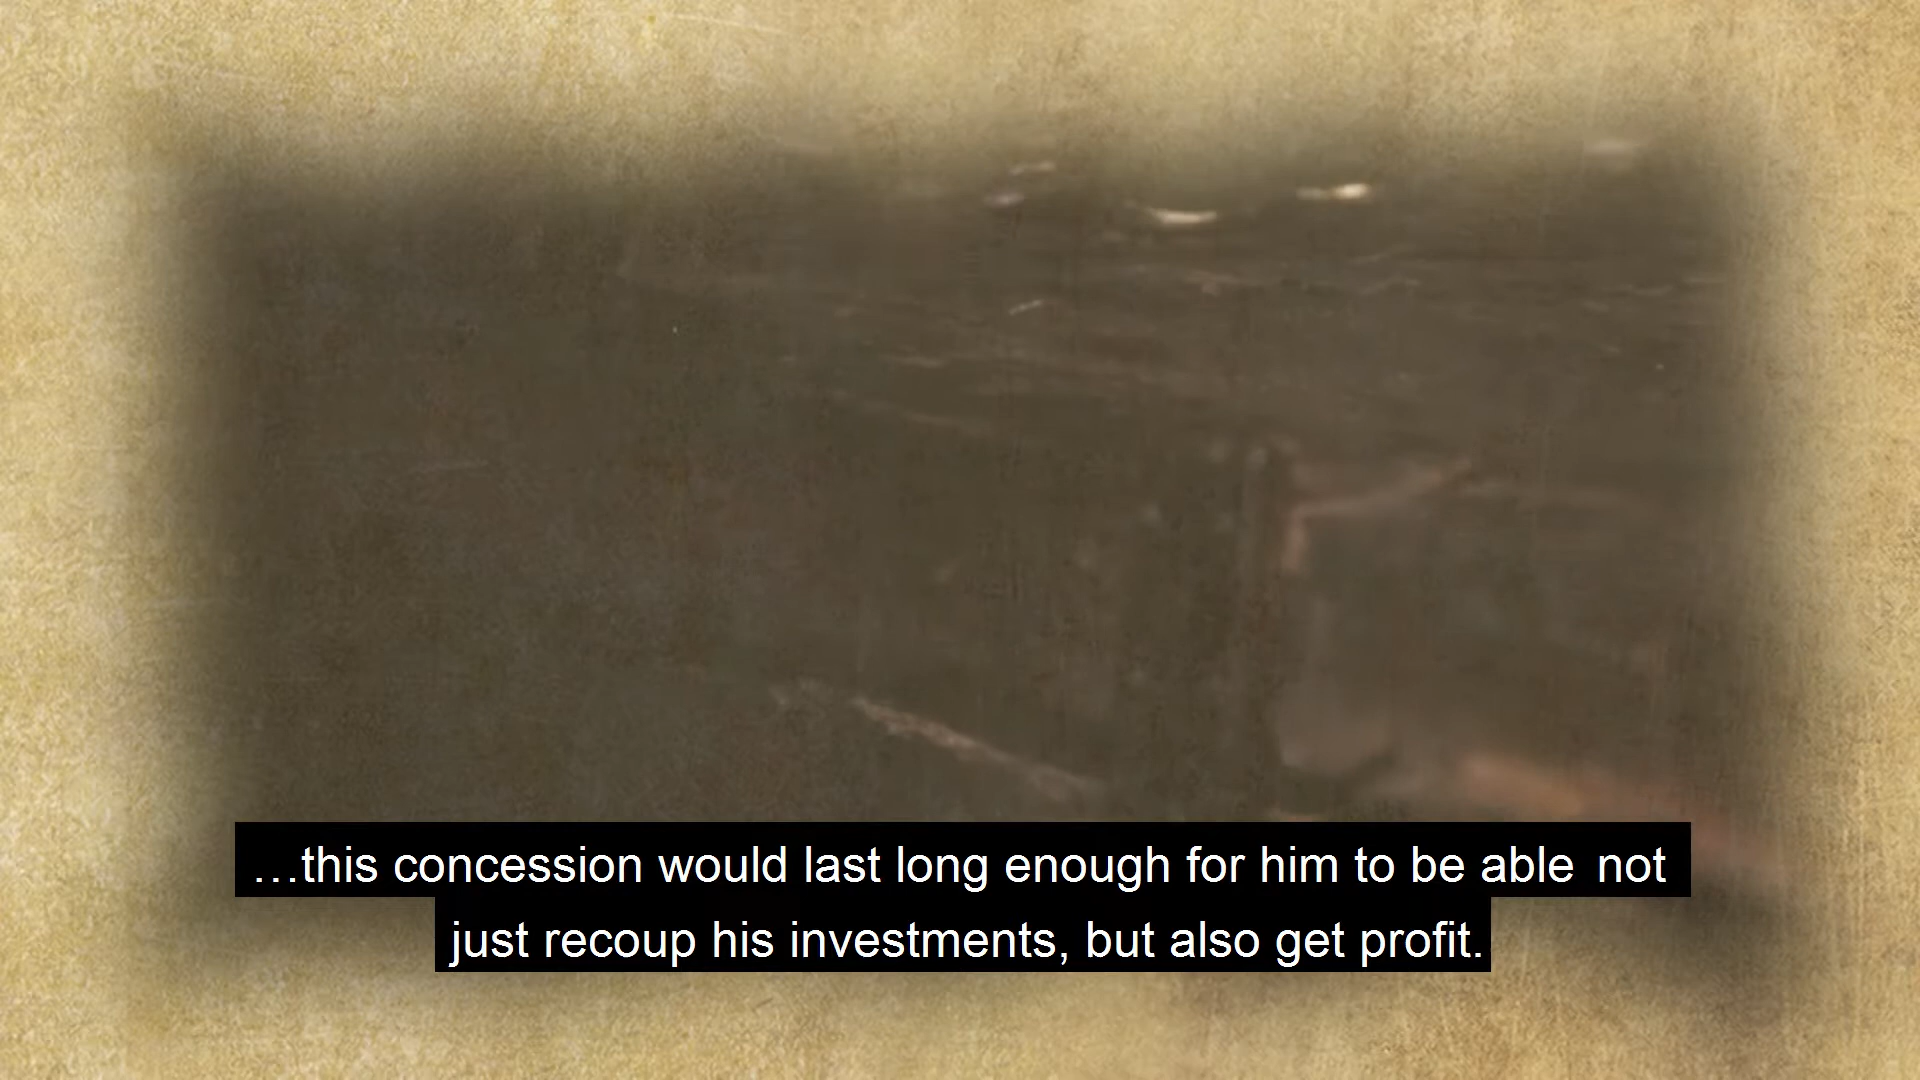 …this concession would last long enough for him to be able not
just recoup his investments, but also get profit.